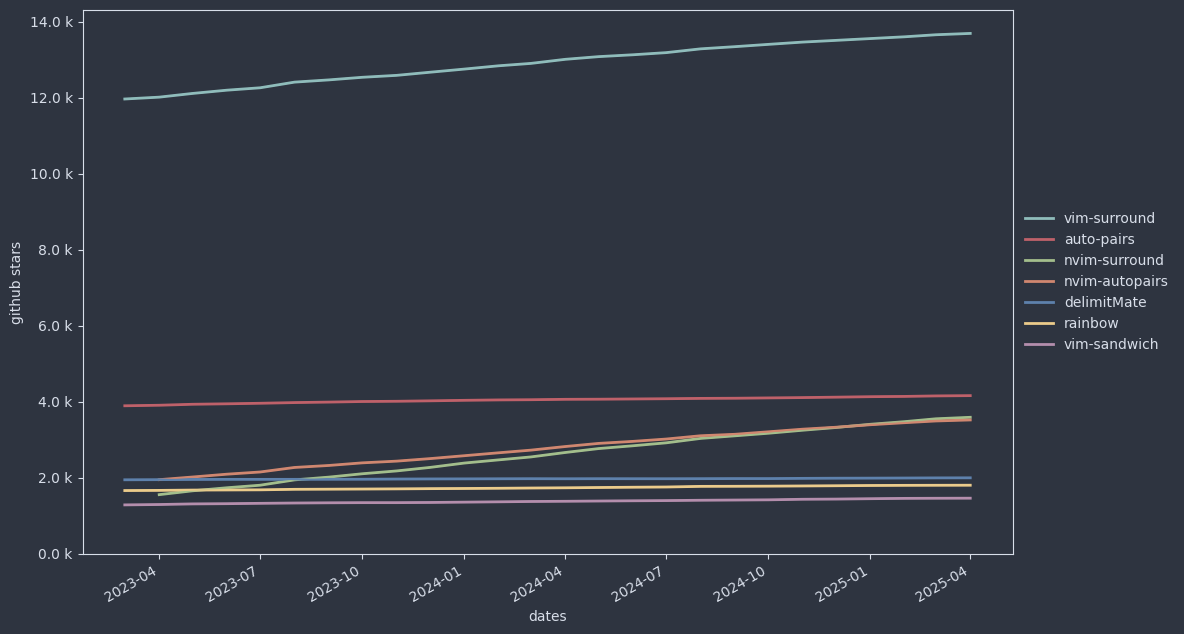 14.0 k
12.0 k
10.0 k
8.0 k
6.0 k
4.0 k
2.0 k
0.0 k
github stars
2023-04
2023-07
2023-10
2024-01
2024-04
2024-07
2024-10
2025-01
2025-04
dates
vim-surround
auto-pairs
nvim-surround
nvim-autopairs
delimitMate
rainbow
vim-sandwich